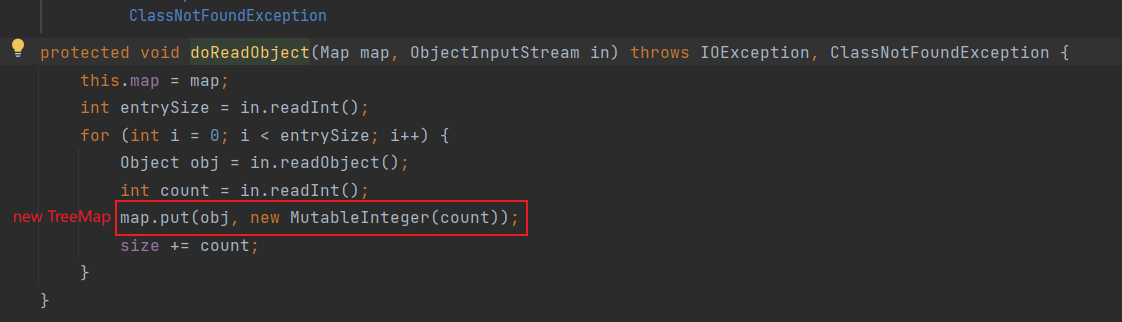 ClassNotFoundException
protected void doReadObject(Map map, ObjectInputStream in) throws IOException, ClassNotFoundException {
this.map = map;
int entrySize = in.readInt();
for (int i = 0; i < entrySize; i++) {
Object obj = in.readObject();
int count = in.readInt();
new TreeMap map.put(obj, new MutableInteger(count));
size += count;
}
}